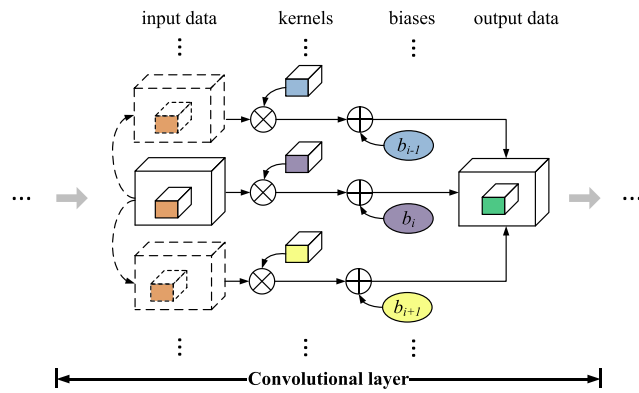 input data kernels biases output data
b_{i-1}
... b_i ...
b_{i+1}
Convolutional layer